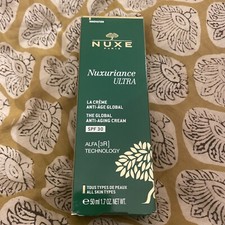 NUXE
PARIS
Nuxuriance
ULTRA
LA CRÈME
ANTI-ÂGE GLOBAL
THE GLOBAL
ANTI-AGING CREAM
SPF 30
ALFA [3R]
TECHNOLOGY
TOUS TYPES DE PEAUX
ALL SKIN TYPES
℮ 50 ml 1.7 OZ. NET WT.